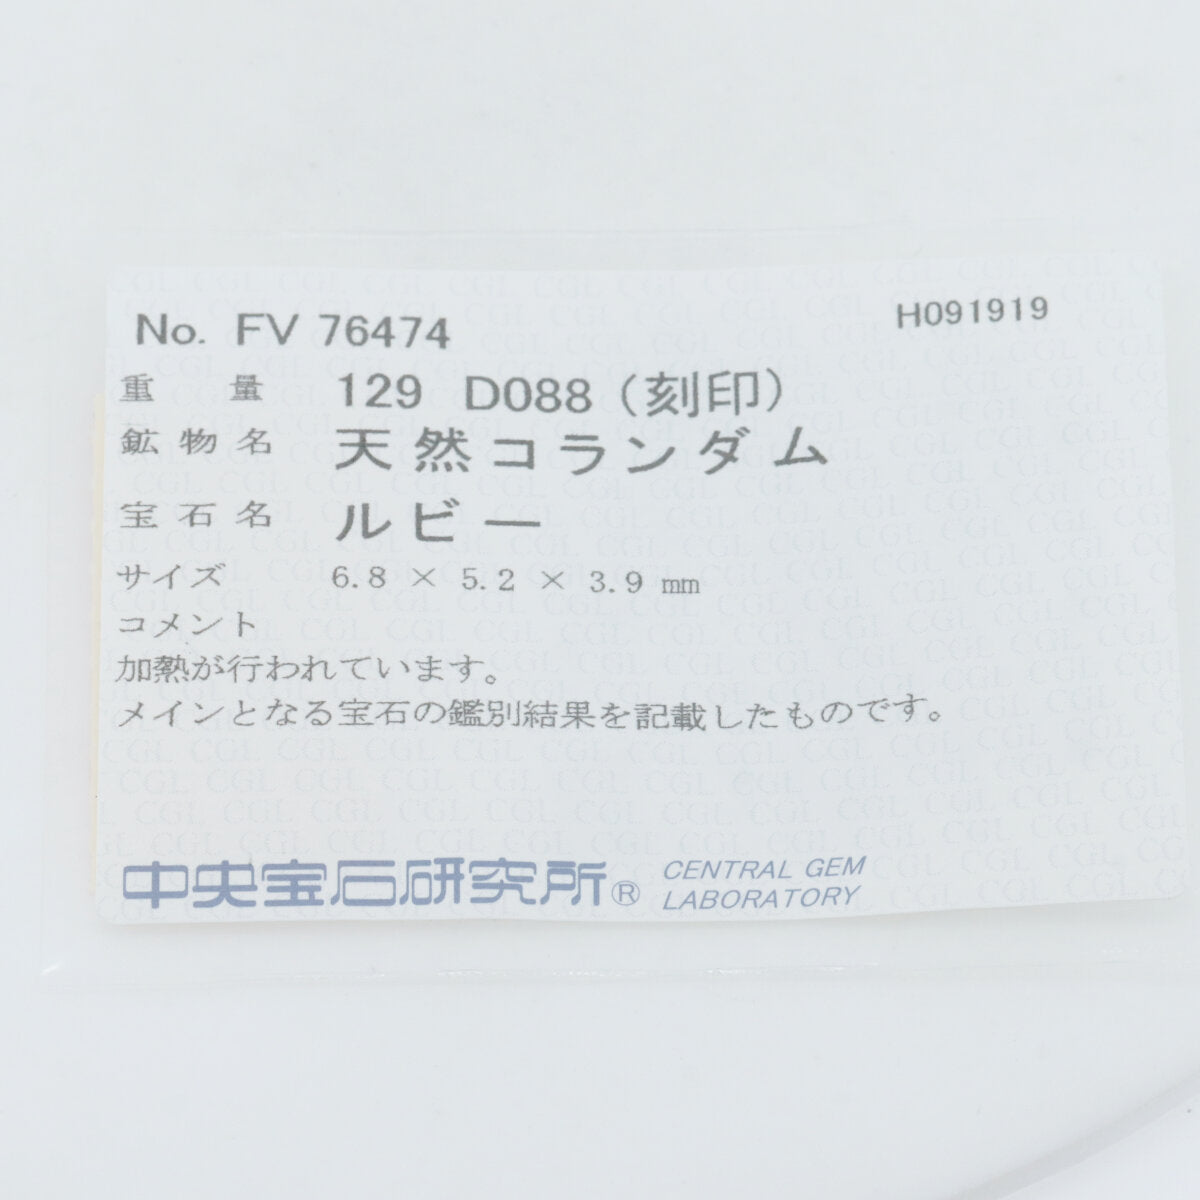 No. FV 76474
H091919
重量 129 D088（刻印）
鉱物名 天然コランダム
宝石名 ルビー
サイズ 6.8 × 5.2 × 3.9 mm
コメント
加熱が行われています。
メインとなる宝石の鑑別結果を記載したものです。
中央宝石研究所® CENTRAL GEM
LABORATORY